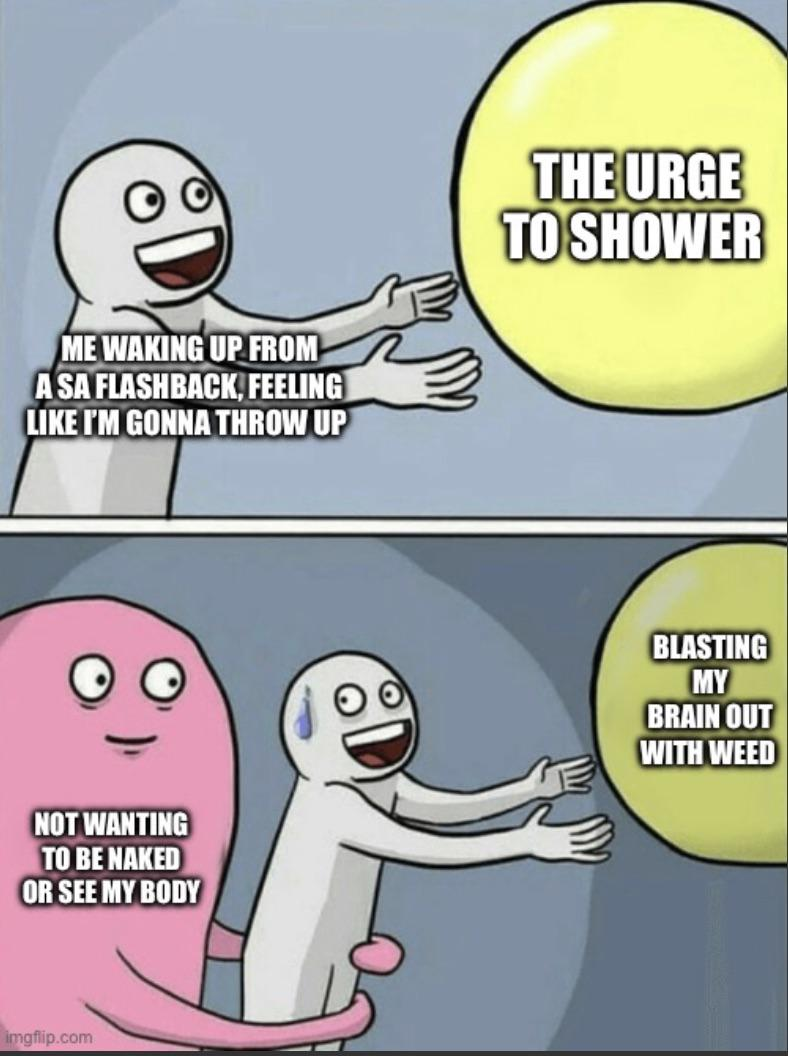 THE URGE
TO SHOWER
ME WAKING UP FROM
A SA FLASHBACK, FEELING
LIKE I'M GONNA THROW UP
BLASTING
MY
BRAIN OUT
WITH WEED
NOT WANTING
TO BE NAKED
OR SEE MY BODY
imgflip.com